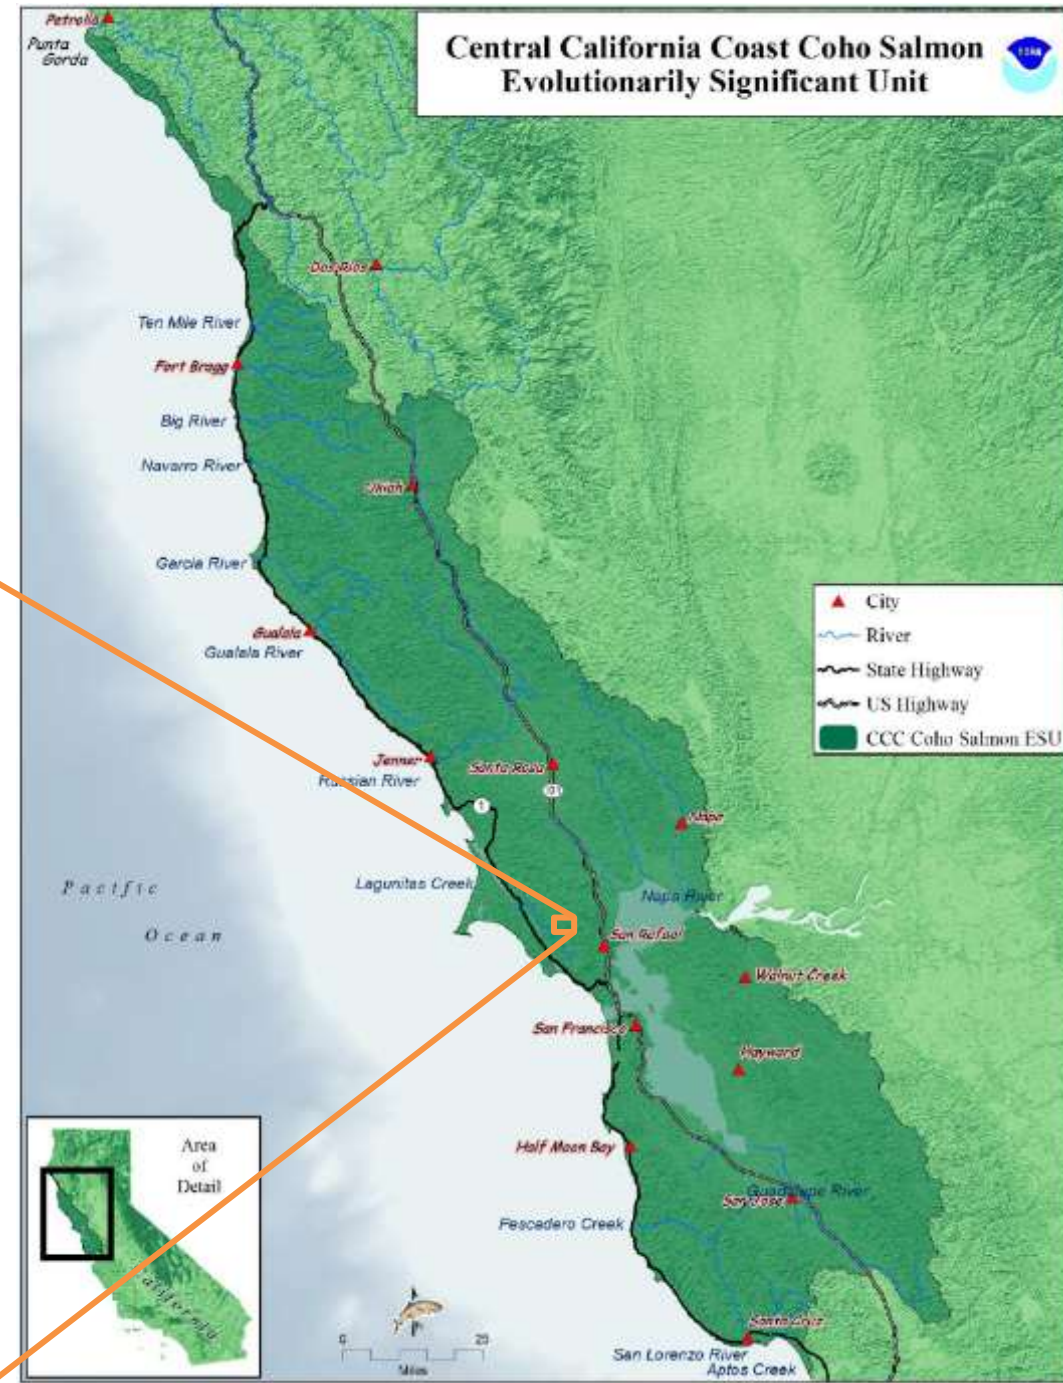 Central California Coast Coho Salmon
Evolutionarily Significant Unit
Petrolia
Punta
Gorda
Dos Rios
Ten Mile River
Fort Bragg
Big River
Navarro River
Ukiah
Garcia River
Gualala
Gualala River
City
River
State Highway
US Highway
CCC Coho Salmon ESU
Jenner
Russian River
Santa Rosa
101
1
Napa
Lagunitas Creek
Napa River
Pacific
Ocean
San Rafael
Walnut Creek
San Francisco
Hayward
Half Moon Bay
Guadalupe River
San Jose
Pescadero Creek
Santa Cruz
San Lorenzo River
Aptos Creek
Area
of
Detail
California
0 25
Miles